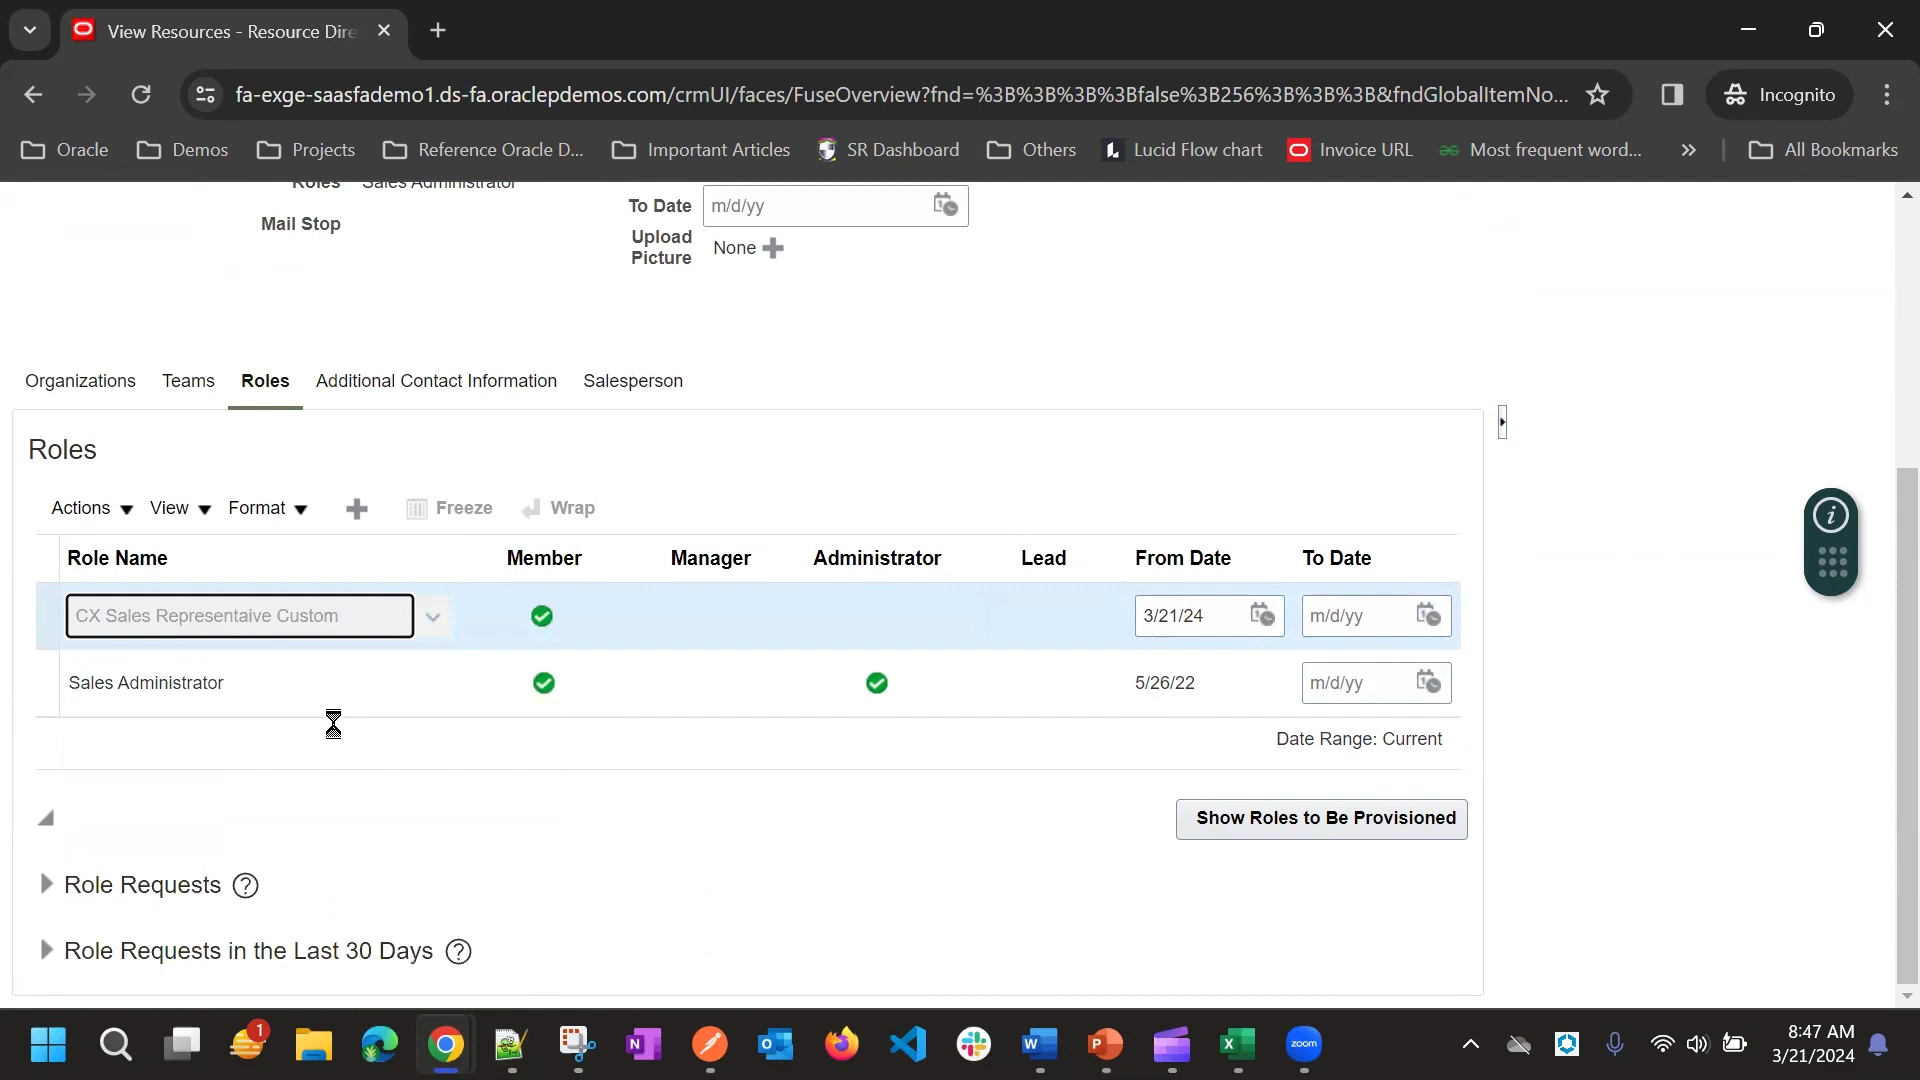 View Resources - Resource Dire
fa-exge-saasfademo1.ds-fa.oraclepdemos.com/crmUI/faces/FuseOverview?fnd=%3B%3B%3B%3Bfalse%3B256%3B%3B%3B&fndGlobalItemNo...
Incognito
Oracle Demos Projects Reference Oracle D... Important Articles SR Dashboard Others Lucid Flow chart Invoice URL Most frequent word... » All Bookmarks
Roles Sales Administrator
To Date m/d/yy
Mail Stop
Upload Picture None
Organizations Teams Roles Additional Contact Information Salesperson
Roles
Actions View Format Freeze Wrap
Role Name Member Manager Administrator Lead From Date To Date
CX Sales Representaive Custom 3/21/24 m/d/yy
Sales Administrator 5/26/22 m/d/yy
Date Range: Current
Show Roles to Be Provisioned
Role Requests ?
Role Requests in the Last 30 Days ?
8:47 AM
3/21/2024